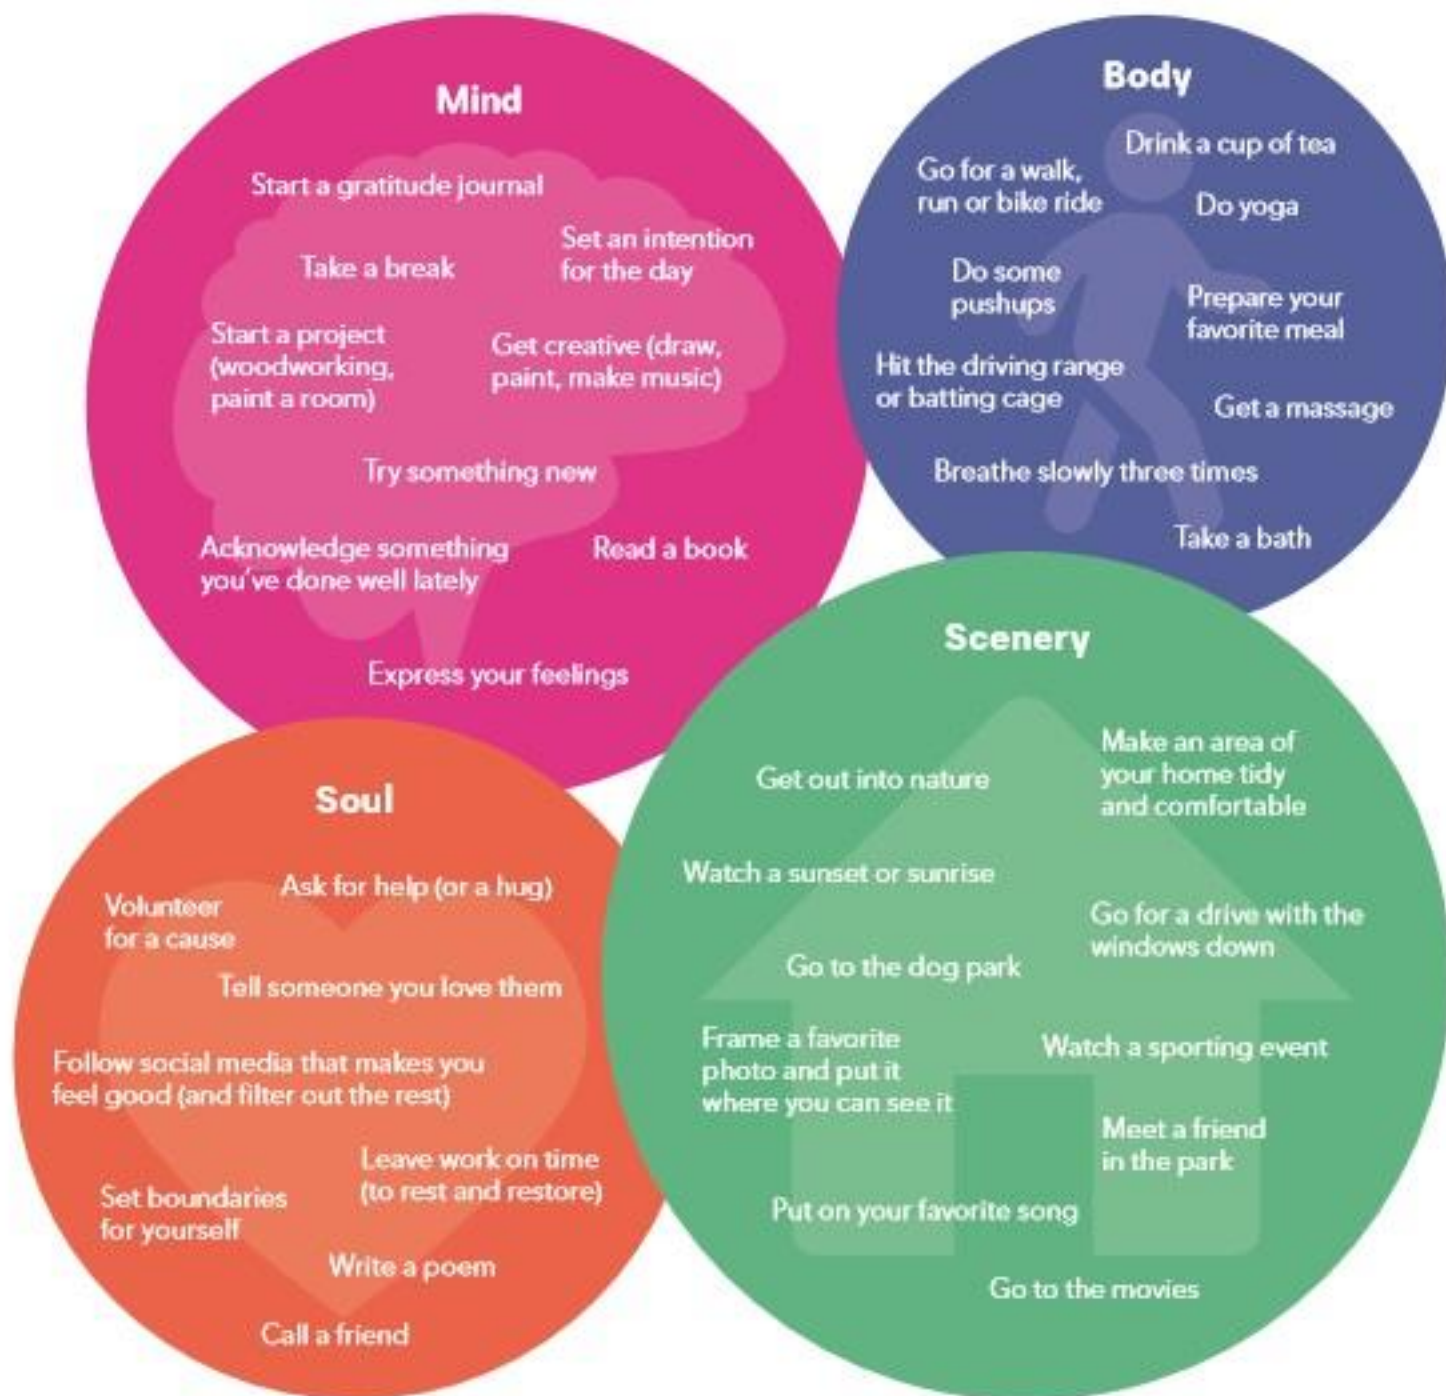 Mind
Start a gratitude journal
Set an intention
for the day
Take a break
Start a project
(woodworking,
paint a room)
Get creative (draw,
paint, make music)
Try something new
Acknowledge something
you've done well lately
Read a book
Express your feelings
Body
Drink a cup of tea
Go for a walk,
run or bike ride
Do yoga
Do some
pushups
Prepare your
favorite meal
Hit the driving range
or batting cage
Get a massage
Breathe slowly three times
Take a bath
Soul
Ask for help (or a hug)
Volunteer
for a cause
Tell someone you love them
Follow social media that makes you
feel good (and filter out the rest)
Leave work on time
(to rest and restore)
Set boundaries
for yourself
Write a poem
Call a friend
Scenery
Make an area of
your home tidy
and comfortable
Get out into nature
Watch a sunset or sunrise
Go for a drive with the
windows down
Go to the dog park
Frame a favorite
photo and put it
where you can see it
Watch a sporting event
Meet a friend
in the park
Put on your favorite song
Go to the movies